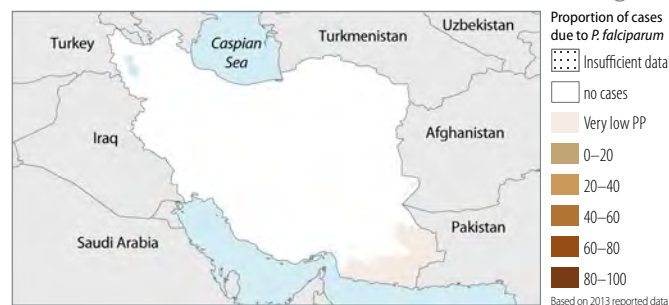 Proportion of cases
due to P. falciparum
Insufficient data
no cases
Very low PP
0–20
20–40
40–60
60–80
80–100
Based on 2013 reported data
Turkey
Caspian
Sea
Turkmenistan
Uzbekistan
Iraq
Afghanistan
Saudi Arabia
Pakistan